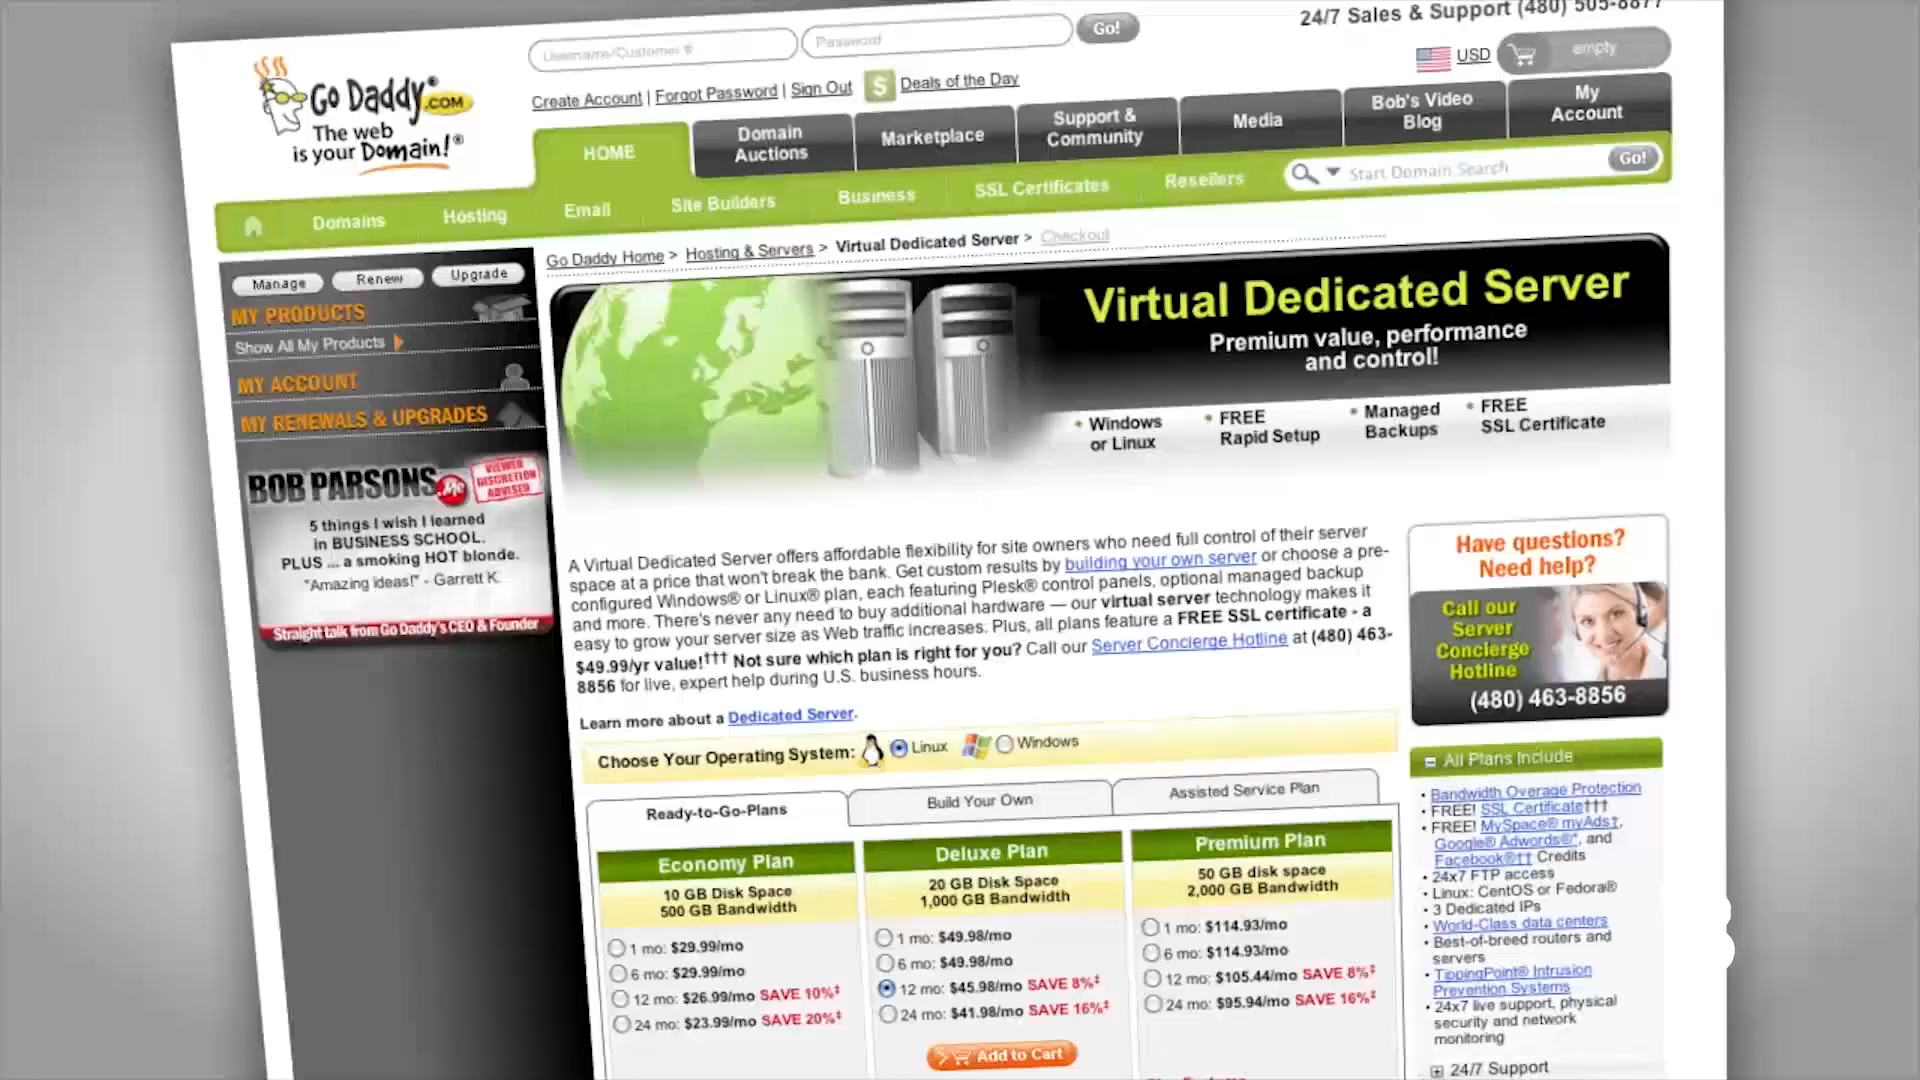 24/7 Sales & Support (480) 505-8877
Username/Customer #
Password
Go!
USD
empty
Create Account | Forgot Password | Sign Out
$
Deals of the Day
Go Daddy®.COM
The web
is your Domain!®
HOME
Domain
Auctions
Marketplace
Support &
Community
Media
Bob's Video
Blog
My
Account
Domains
Hosting
Email
Site Builders
Business
SSL Certificates
Resellers
Start Domain Search
Go!
Manage
Renew
Upgrade
MY PRODUCTS
Show All My Products
MY ACCOUNT
MY RENEWALS & UPGRADES
BOB PARSONS.Me
VIEWER
DISCRETION
ADVISED
5 things I wish I learned
in BUSINESS SCHOOL.
PLUS ... a smoking HOT blonde.
"Amazing ideas!" - Garrett K.
Straight talk from Go Daddy's CEO & Founder
Go Daddy Home > Hosting & Servers > Virtual Dedicated Server > Checkout
Virtual Dedicated Server
Premium value, performance
and control!
• Windows
or Linux
• FREE
Rapid Setup
• Managed
Backups
• FREE
SSL Certificate
A Virtual Dedicated Server offers affordable flexibility for site owners who need full control of their server
space at a price that won't break the bank. Get custom results by building your own server or choose a pre-
configured Windows® or Linux® plan, each featuring Plesk® control panels, optional managed backup
and more. There's never any need to buy additional hardware — our virtual server technology makes it
easy to grow your server size as Web traffic increases. Plus, all plans feature a FREE SSL certificate - a
$49.99/yr value!††† Not sure which plan is right for you? Call our Server Concierge Hotline at (480) 463-
8856 for live, expert help during U.S. business hours.
Learn more about a Dedicated Server.
Choose Your Operating System: Linux Windows
Ready-to-Go-Plans
Build Your Own
Assisted Service Plan
Economy Plan
10 GB Disk Space
500 GB Bandwidth
1 mo: $29.99/mo
6 mo: $29.99/mo
12 mo: $26.99/mo SAVE 10%‡
24 mo: $23.99/mo SAVE 20%‡
Deluxe Plan
20 GB Disk Space
1,000 GB Bandwidth
1 mo: $49.98/mo
6 mo: $49.98/mo
12 mo: $45.98/mo SAVE 8%‡
24 mo: $41.98/mo SAVE 16%‡
Add to Cart
Premium Plan
50 GB disk space
2,000 GB Bandwidth
1 mo: $114.93/mo
6 mo: $114.93/mo
12 mo: $105.44/mo SAVE 8%‡
24 mo: $95.94/mo SAVE 16%‡
Have questions?
Need help?
Call our
Server
Concierge
Hotline
(480) 463-8856
All Plans Include
• Bandwidth Overage Protection
• FREE! SSL Certificate†††
• FREE! MySpace® myAds†,
Google® Adwords®*, and
Facebook®†† Credits
• 24x7 FTP access
• Linux: CentOS or Fedora®
• 3 Dedicated IPs
• World-Class data centers
• Best-of-breed routers and
servers
• TippingPoint® Intrusion
Prevention Systems
• 24x7 live support, physical
security and network
monitoring
24/7 Support